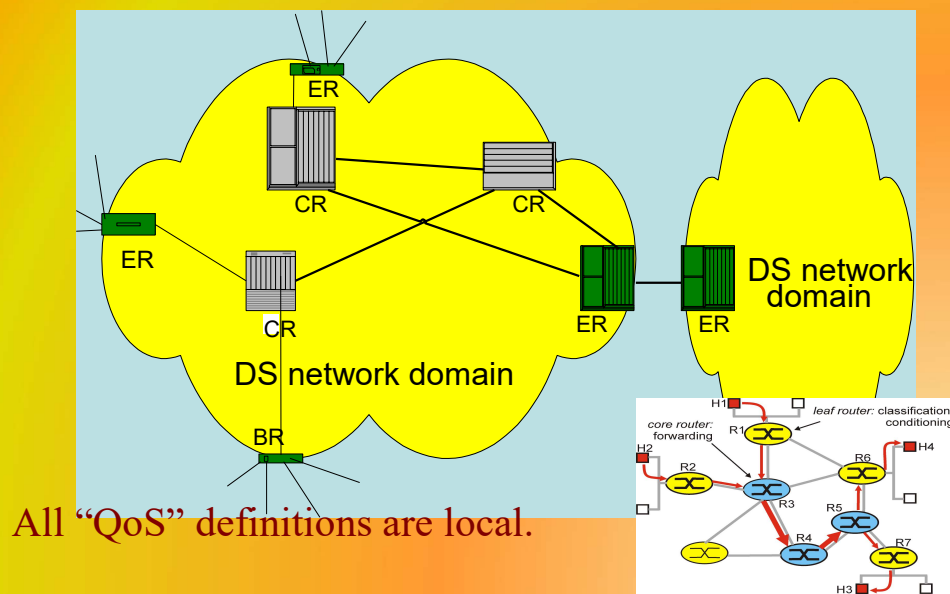 ER
CR
CR
ER
CR
ER
ER
DS network
domain
DS network domain
BR
All “QoS” definitions are local.
H1
leaf router: classification
conditioning
core router:
forwarding
R1
H2
R2
R3
R6
H4
R5
R4
R7
H3